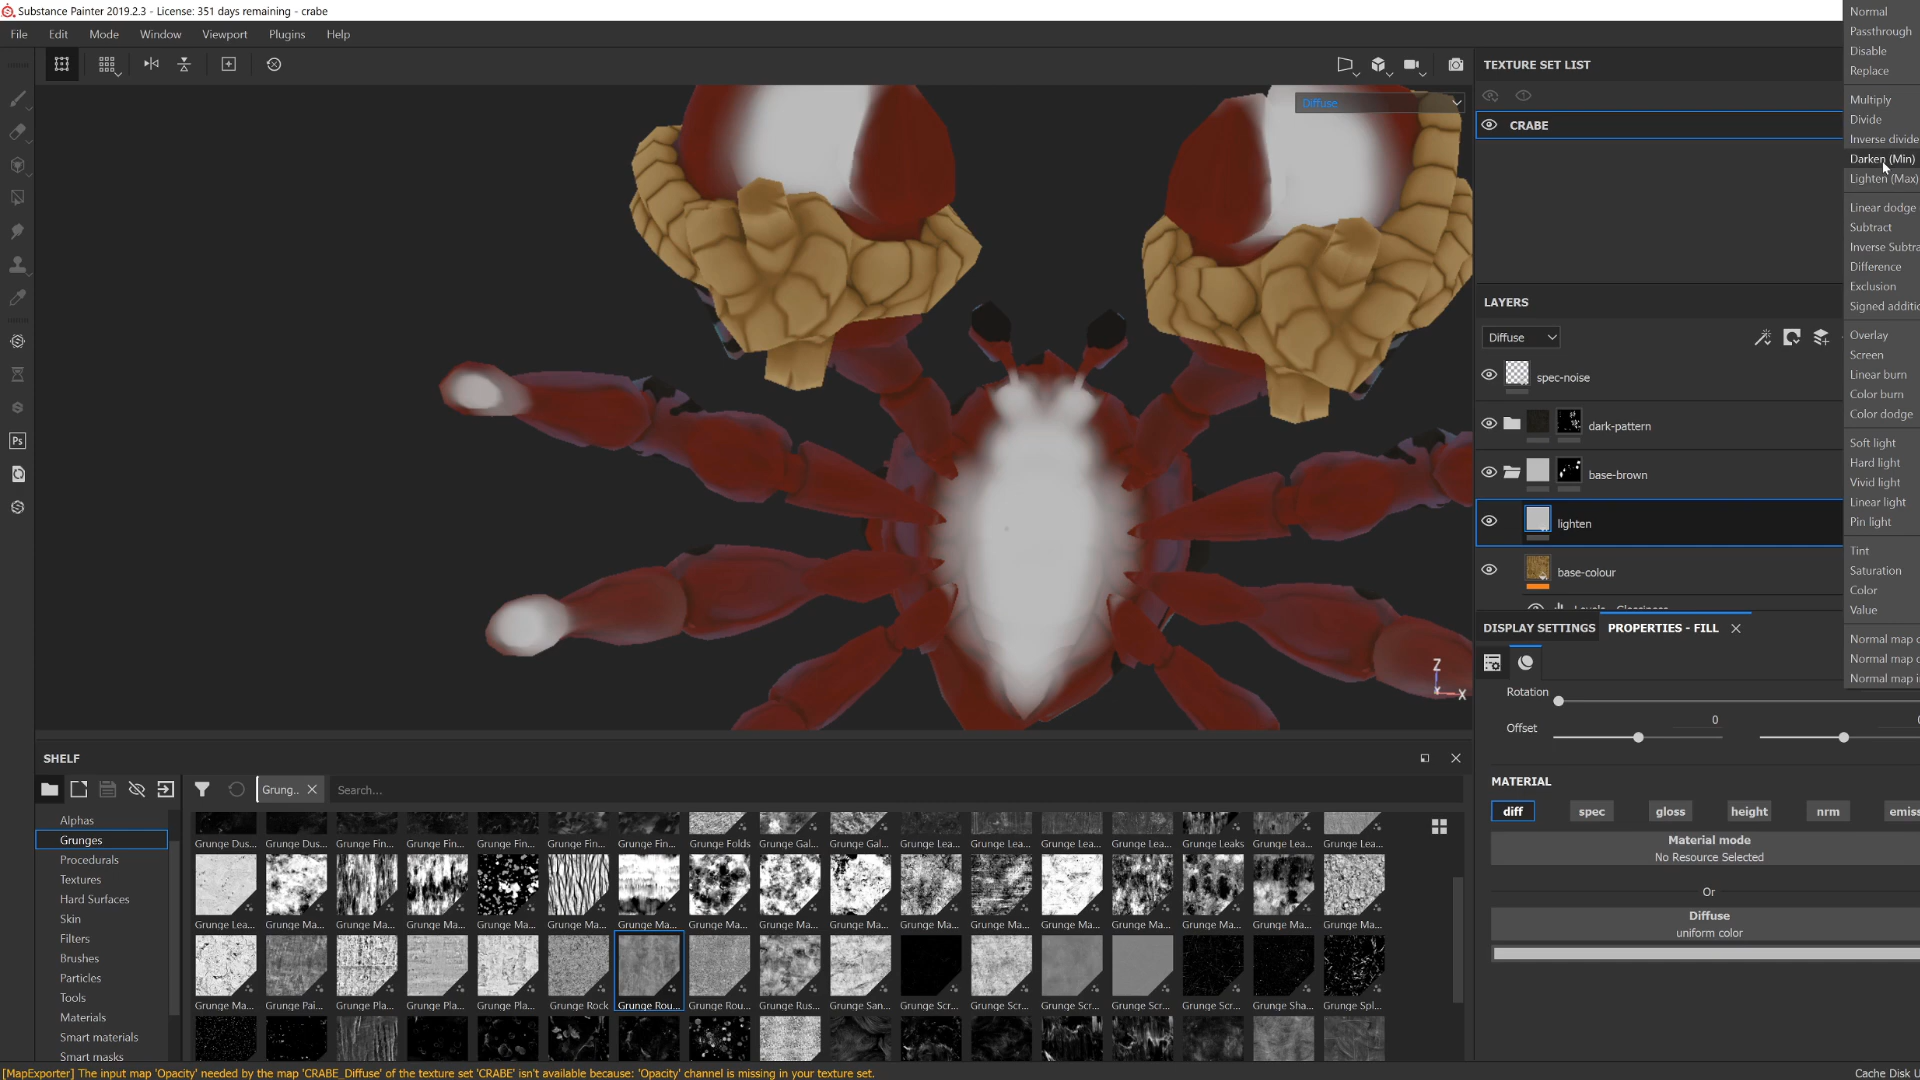 Substance Painter 2019.2.3 - License: 351 days remaining - crabe
File Edit Mode Window Viewport Plugins Help
Diffuse
TEXTURE SET LIST
CRABE
LAYERS
Diffuse
spec-noise
dark-pattern
base-brown
lighten
base-colour
Normal
Passthrough
Disable
Replace
Multiply
Divide
Inverse divide
Darken (Min)
Lighten (Max)
Linear dodge
Subtract
Inverse Subtra
Difference
Exclusion
Signed additio
Overlay
Screen
Linear burn
Color burn
Color dodge
Soft light
Hard light
Vivid light
Linear light
Pin light
Tint
Saturation
Color
Value
Normal map c
Normal map d
Normal map i
DISPLAY SETTINGS PROPERTIES - FILL
Rotation
Offset 0
MATERIAL
diff spec gloss height nrm emiss
Material mode
No Resource Selected
Or
Diffuse
uniform color
Z
Y X
SHELF
Grung.. Search...
Alphas
Grunges
Procedurals
Textures
Hard Surfaces
Skin
Filters
Brushes
Particles
Tools
Materials
Smart materials
Smart masks
Ps
Grunge Dus... Grunge Dus... Grunge Fin... Grunge Fin... Grunge Fin... Grunge Fin... Grunge Fin... Grunge Folds Grunge Gal... Grunge Gal... Grunge Lea... Grunge Lea... Grunge Lea... Grunge Lea... Grunge Leaks Grunge Lea... Grunge Lea...
Grunge Lea... Grunge Ma... Grunge Ma... Grunge Ma... Grunge Ma... Grunge Ma... Grunge Ma... Grunge Ma... Grunge Ma... Grunge Ma... Grunge Ma... Grunge Ma... Grunge Ma... Grunge Ma... Grunge Ma... Grunge Ma... Grunge Ma...
Grunge Ma... Grunge Pai... Grunge Pla... Grunge Pla... Grunge Pla... Grunge Rock Grunge Rou... Grunge Rou... Grunge Rus... Grunge San... Grunge Scr... Grunge Scr... Grunge Scr... Grunge Scr... Grunge Scr... Grunge Sha... Grunge Spl...
[MapExporter] The input map 'Opacity' needed by the map 'CRABE_Diffuse' of the texture set 'CRABE' isn't available because: 'Opacity' channel is missing in your texture set.
Cache Disk U